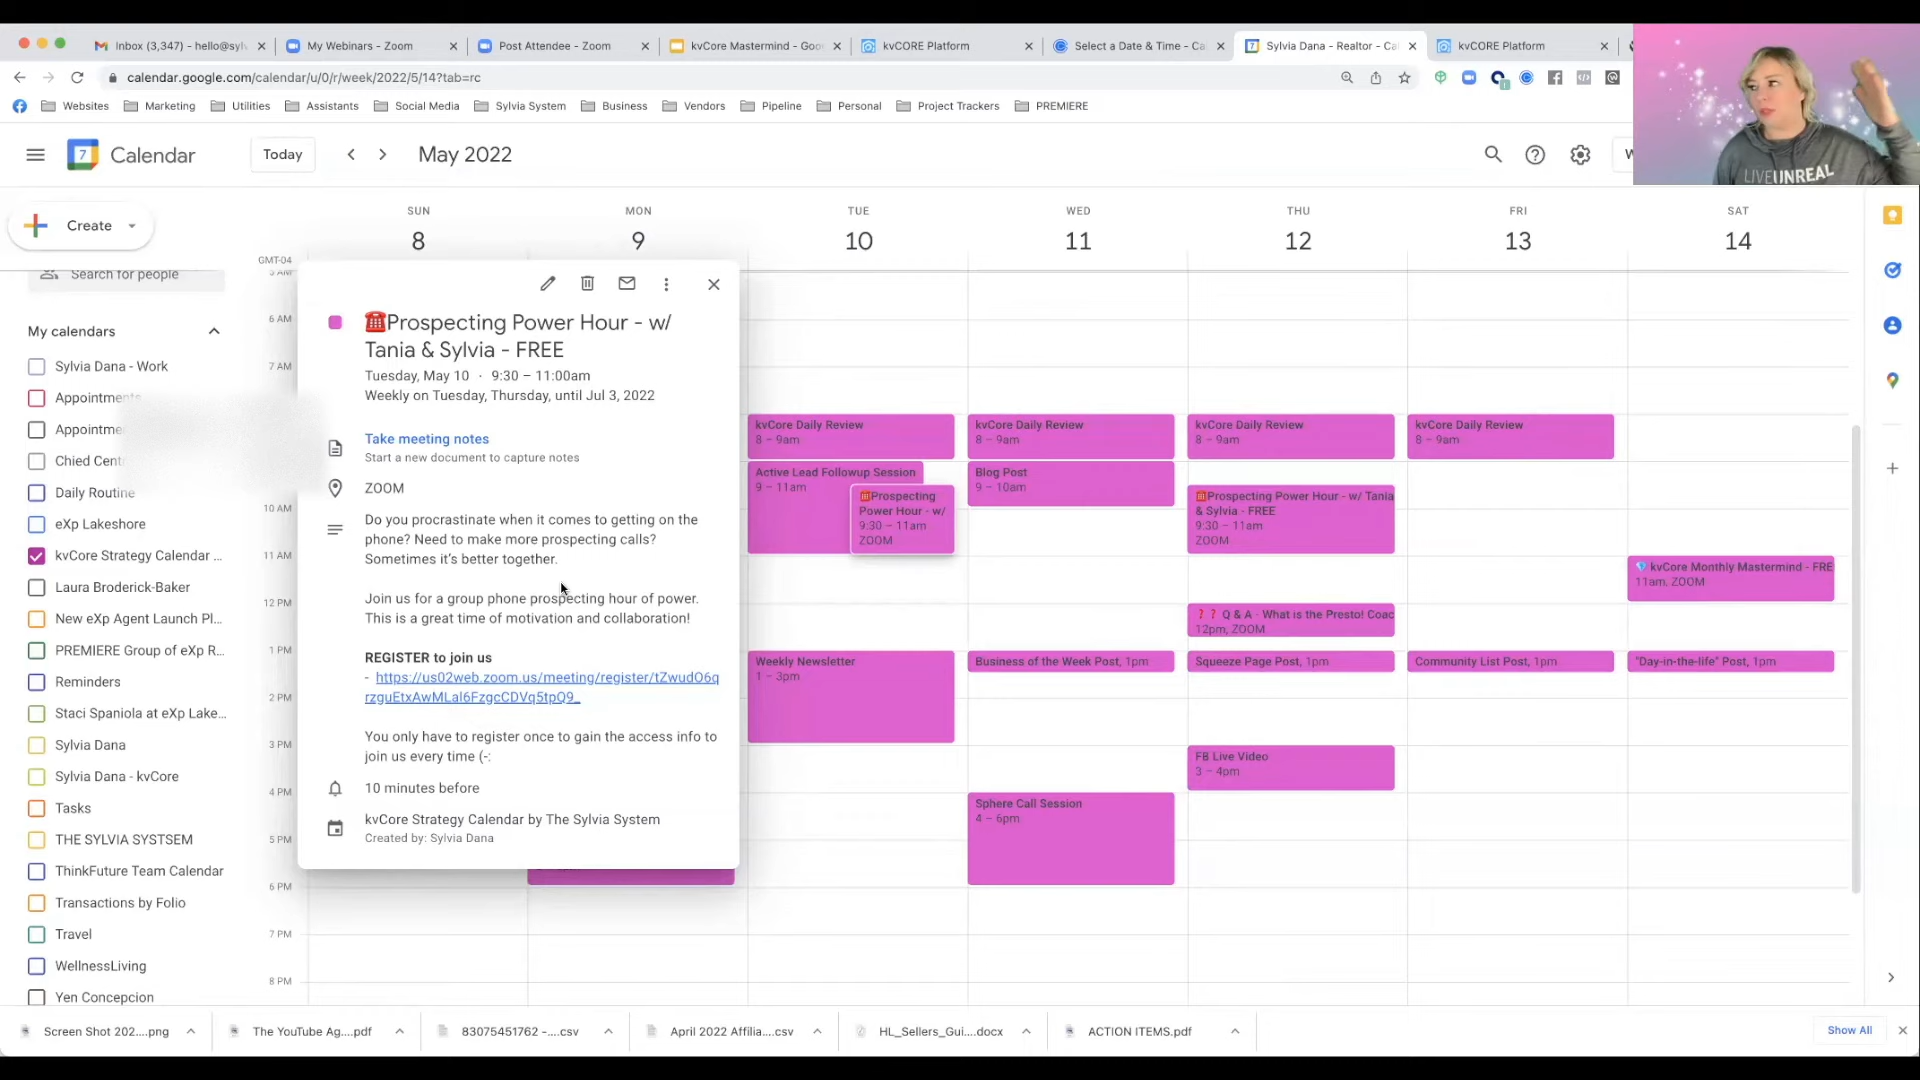 Inbox (3,347) - hello@syl
My Webinars - Zoom
Post Attendee - Zoom
kvCore Mastermind - Goo
kvCORE Platform
Select a Date & Time - Ca
Sylvia Dana - Realtor - Ca
kvCORE Platform
calendar.google.com/calendar/u/0/r/week/2022/5/14?tab=rc
Websites
Marketing
Utilities
Assistants
Social Media
Sylvia System
Business
Vendors
Pipeline
Personal
Project Trackers
PREMIERE
LIVEUNREAL
7
Calendar
Today
May 2022
W
Create
Search for people
My calendars
Sylvia Dana - Work
Appointments
Appointme
Chied Cent
Daily Routine
eXp Lakeshore
kvCore Strategy Calendar ...
Laura Broderick-Baker
New eXp Agent Launch Pl...
PREMIERE Group of eXp R...
Reminders
Staci Spaniola at eXp Lake...
Sylvia Dana
Sylvia Dana - kvCore
Tasks
THE SYLVIA SYSTSEM
ThinkFuture Team Calendar
Transactions by Folio
Travel
WellnessLiving
Yen Concepcion
SUN
8
MON
9
TUE
10
WED
11
THU
12
FRI
13
SAT
14
GMT-04
5 AM
6 AM
7 AM
10 AM
11 AM
12 PM
1 PM
2 PM
3 PM
4 PM
5 PM
6 PM
7 PM
8 PM
☎️Prospecting Power Hour - w/
Tania & Sylvia - FREE
Tuesday, May 10 · 9:30 – 11:00am
Weekly on Tuesday, Thursday, until Jul 3, 2022
Take meeting notes
Start a new document to capture notes
ZOOM
Do you procrastinate when it comes to getting on the
phone? Need to make more prospecting calls?
Sometimes it's better together.
Join us for a group phone prospecting hour of power.
This is a great time of motivation and collaboration!
REGISTER to join us
- https://us02web.zoom.us/meeting/register/tZwudO6q
rzguEtxAwMLal6FzgcCDVq5tpQ9_
You only have to register once to gain the access info to
join us every time (-:
10 minutes before
kvCore Strategy Calendar by The Sylvia System
Created by: Sylvia Dana
kvCore Daily Review
8 – 9am
Active Lead Followup Session
9 – 11am
☎️Prospecting
Power Hour - w/
9:30 – 11am
ZOOM
Weekly Newsletter
1 – 3pm
kvCore Daily Review
8 – 9am
Blog Post
9 – 10am
Business of the Week Post, 1pm
Sphere Call Session
4 – 6pm
kvCore Daily Review
8 – 9am
☎️Prospecting Power Hour - w/ Tania
& Sylvia - FREE
9:30 – 11am
ZOOM
❓❓ Q & A - What is the Presto! Coac
12pm, ZOOM
Squeeze Page Post, 1pm
FB Live Video
3 – 4pm
kvCore Daily Review
8 – 9am
Community List Post, 1pm
💎 kvCore Monthly Mastermind - FRE
11am, ZOOM
"Day-in-the-life" Post, 1pm
Screen Shot 202....png
The YouTube Ag....pdf
83075451762 -....csv
April 2022 Affilia....csv
HL_Sellers_Gui....docx
ACTION ITEMS.pdf
Show All